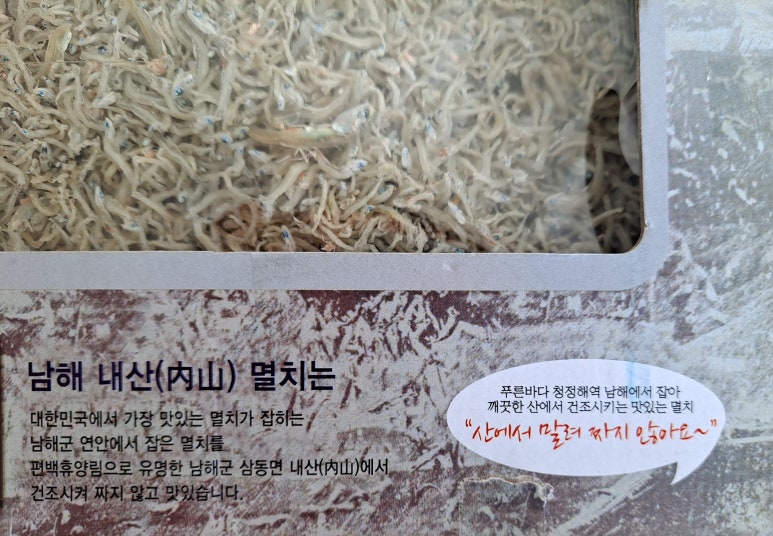 남해 내산(內山) 멸치는
대한민국에서 가장 맛있는 멸치가 잡히는
남해군 연안에서 잡은 멸치를
편백휴양림으로 유명한 남해군 삼동면 내산(內山)에서
건조시켜 짜지 않고 맛있습니다.
푸른바다 청정해역 남해에서 잡아
깨끗한 산에서 건조시키는 맛있는 멸치
"산에서 말려 짜지 않아요~"